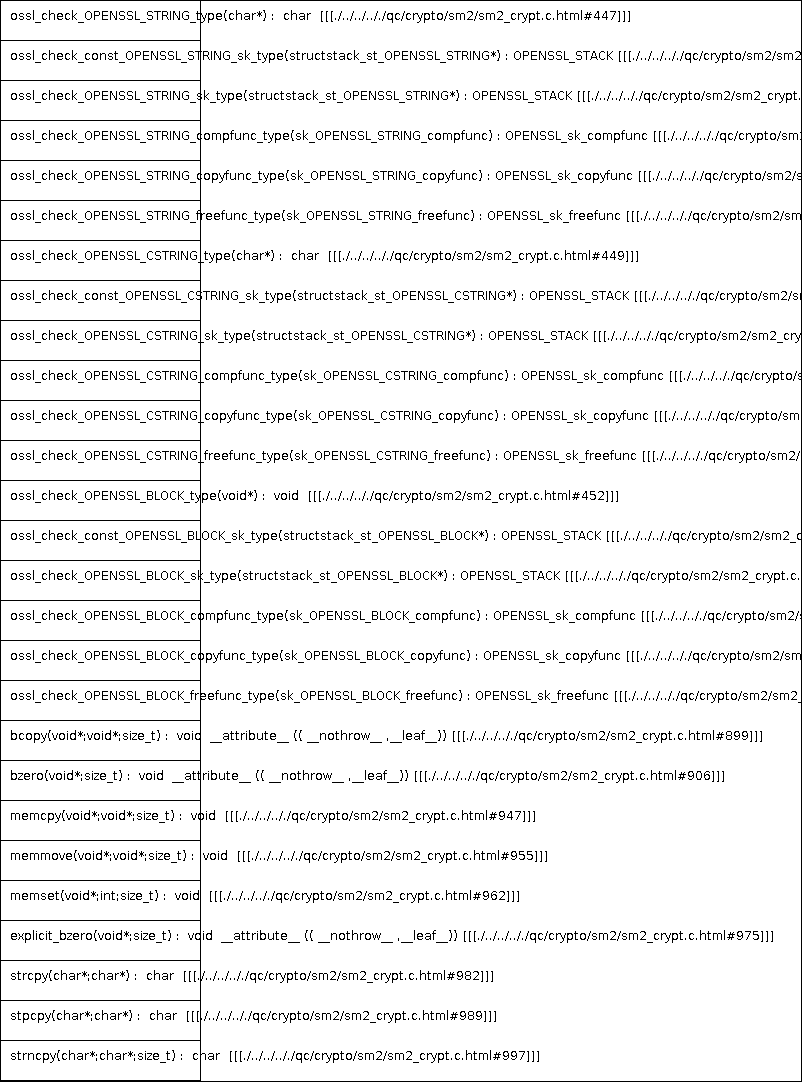 ossl_check_OPENSSL_STRING_type(char*) : char [[[./../../././qc/crypto/sm2/sm2_crypt.c.html#447]]]
ossl_check_const_OPENSSL_STRING_sk_type(structstack_st_OPENSSL_STRING*) : OPENSSL_STACK [[[./../../././qc/crypto/sm2/sm2
ossl_check_OPENSSL_STRING_sk_type(structstack_st_OPENSSL_STRING*) : OPENSSL_STACK [[[./../../././qc/crypto/sm2/sm2_crypt.
ossl_check_OPENSSL_STRING_compfunc_type(sk_OPENSSL_STRING_compfunc) : OPENSSL_sk_compfunc [[[./../../././qc/crypto/sm
ossl_check_OPENSSL_STRING_copyfunc_type(sk_OPENSSL_STRING_copyfunc) : OPENSSL_sk_copyfunc [[[./../../././qc/crypto/sm2/
ossl_check_OPENSSL_STRING_freefunc_type(sk_OPENSSL_STRING_freefunc) : OPENSSL_sk_freefunc [[[./../../././qc/crypto/sm2/sm
ossl_check_OPENSSL_CSTRING_type(char*) : char [[[./../../././qc/crypto/sm2/sm2_crypt.c.html#449]]]
ossl_check_const_OPENSSL_CSTRING_sk_type(structstack_st_OPENSSL_CSTRING*) : OPENSSL_STACK [[[./../../././qc/crypto/sm2/s
ossl_check_OPENSSL_CSTRING_sk_type(structstack_st_OPENSSL_CSTRING*) : OPENSSL_STACK [[[./../../././qc/crypto/sm2/sm2_cry
ossl_check_OPENSSL_CSTRING_compfunc_type(sk_OPENSSL_CSTRING_compfunc) : OPENSSL_sk_compfunc [[[./../../././qc/crypto/s
ossl_check_OPENSSL_CSTRING_copyfunc_type(sk_OPENSSL_CSTRING_copyfunc) : OPENSSL_sk_copyfunc [[[./../../././qc/crypto/sm
ossl_check_OPENSSL_CSTRING_freefunc_type(sk_OPENSSL_CSTRING_freefunc) : OPENSSL_sk_freefunc [[[./../../././qc/crypto/sm2/
ossl_check_OPENSSL_BLOCK_type(void*) : void [[[./../../././qc/crypto/sm2/sm2_crypt.c.html#452]]]
ossl_check_const_OPENSSL_BLOCK_sk_type(structstack_st_OPENSSL_BLOCK*) : OPENSSL_STACK [[[./../../././qc/crypto/sm2/sm2_c
ossl_check_OPENSSL_BLOCK_sk_type(structstack_st_OPENSSL_BLOCK*) : OPENSSL_STACK [[[./../../././qc/crypto/sm2/sm2_crypt.c.
ossl_check_OPENSSL_BLOCK_compfunc_type(sk_OPENSSL_BLOCK_compfunc) : OPENSSL_sk_compfunc [[[./../../././qc/crypto/sm2/
ossl_check_OPENSSL_BLOCK_copyfunc_type(sk_OPENSSL_BLOCK_copyfunc) : OPENSSL_sk_copyfunc [[[./../../././qc/crypto/sm2/sm
ossl_check_OPENSSL_BLOCK_freefunc_type(sk_OPENSSL_BLOCK_freefunc) : OPENSSL_sk_freefunc [[[./../../././qc/crypto/sm2/sm2_
bcopy(void*;void*;size_t) : void __attribute__ (( __nothrow__ ,__leaf__)) [[[./../../././qc/crypto/sm2/sm2_crypt.c.html#899]]]
bzero(void*;size_t) : void __attribute__ (( __nothrow__ ,__leaf__)) [[[./../../././qc/crypto/sm2/sm2_crypt.c.html#906]]]
memcpy(void*;void*;size_t) : void [[[./../../././qc/crypto/sm2/sm2_crypt.c.html#947]]]
memmove(void*;void*;size_t) : void [[[./../../././qc/crypto/sm2/sm2_crypt.c.html#955]]]
memset(void*;int;size_t) : void [[[./../../././qc/crypto/sm2/sm2_crypt.c.html#962]]]
explicit_bzero(void*;size_t) : void __attribute__ (( __nothrow__ ,__leaf__)) [[[./../../././qc/crypto/sm2/sm2_crypt.c.html#975]]]
strcpy(char*;char*) : char [[[./../../././qc/crypto/sm2/sm2_crypt.c.html#982]]]
stpcpy(char*;char*) : char [[[./../../././qc/crypto/sm2/sm2_crypt.c.html#989]]]
strncpy(char*;char*;size_t) : char [[[./../../././qc/crypto/sm2/sm2_crypt.c.html#997]]]